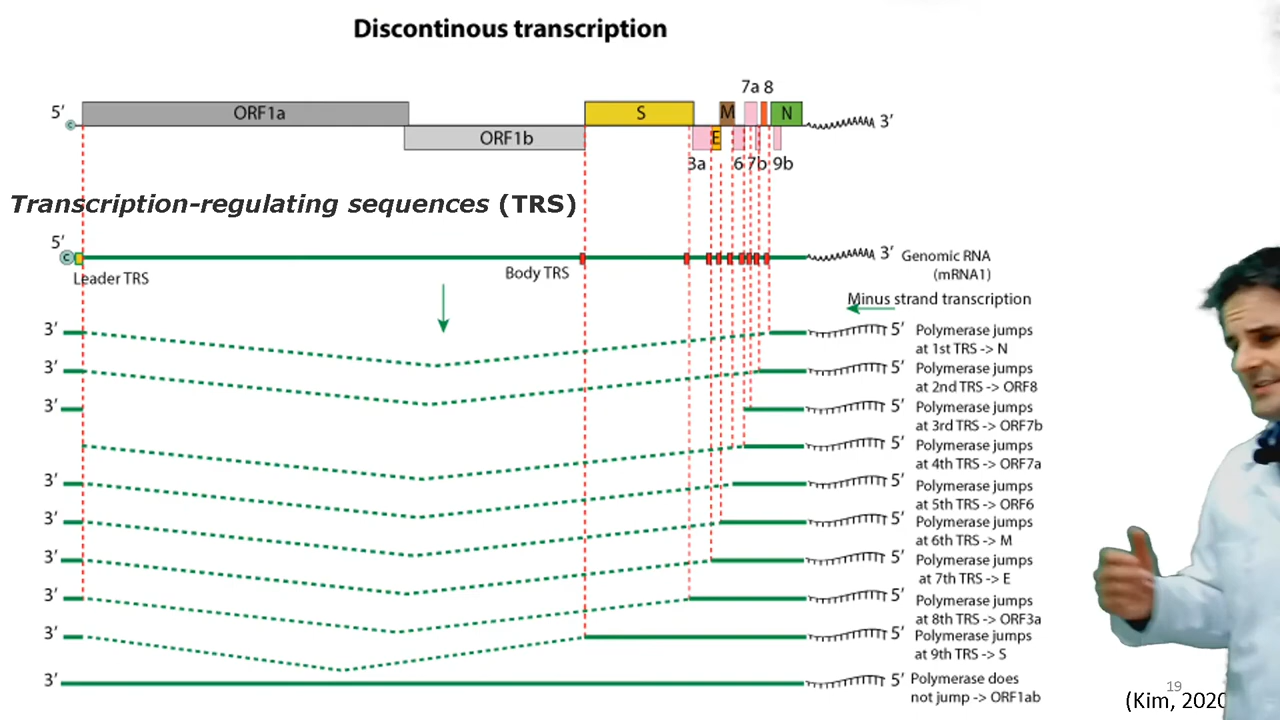 Discontinous transcription
7a 8
5’ ORF1a S M N 3’
c ORF1b E
3a 6 7b 9b
Transcription-regulating sequences (TRS)
5’ 3’ Genomic RNA
C (mRNA1)
Leader TRS Body TRS
Minus strand transcription
3’ 5’ Polymerase jumps
at 1st TRS -> N
3’ 5’ Polymerase jumps
at 2nd TRS -> ORF8
3’ 5’ Polymerase jumps
at 3rd TRS -> ORF7b
5’ Polymerase jumps
at 4th TRS -> ORF7a
3’ 5’ Polymerase jumps
at 5th TRS -> ORF6
3’ 5’ Polymerase jumps
at 6th TRS -> M
3’ 5’ Polymerase jumps
at 7th TRS -> E
3’ 5’ Polymerase jumps
at 8th TRS -> ORF3a
3’ 5’ Polymerase jumps
at 9th TRS -> S
3’ 5’ Polymerase does
not jump -> ORF1ab
19
(Kim, 2020